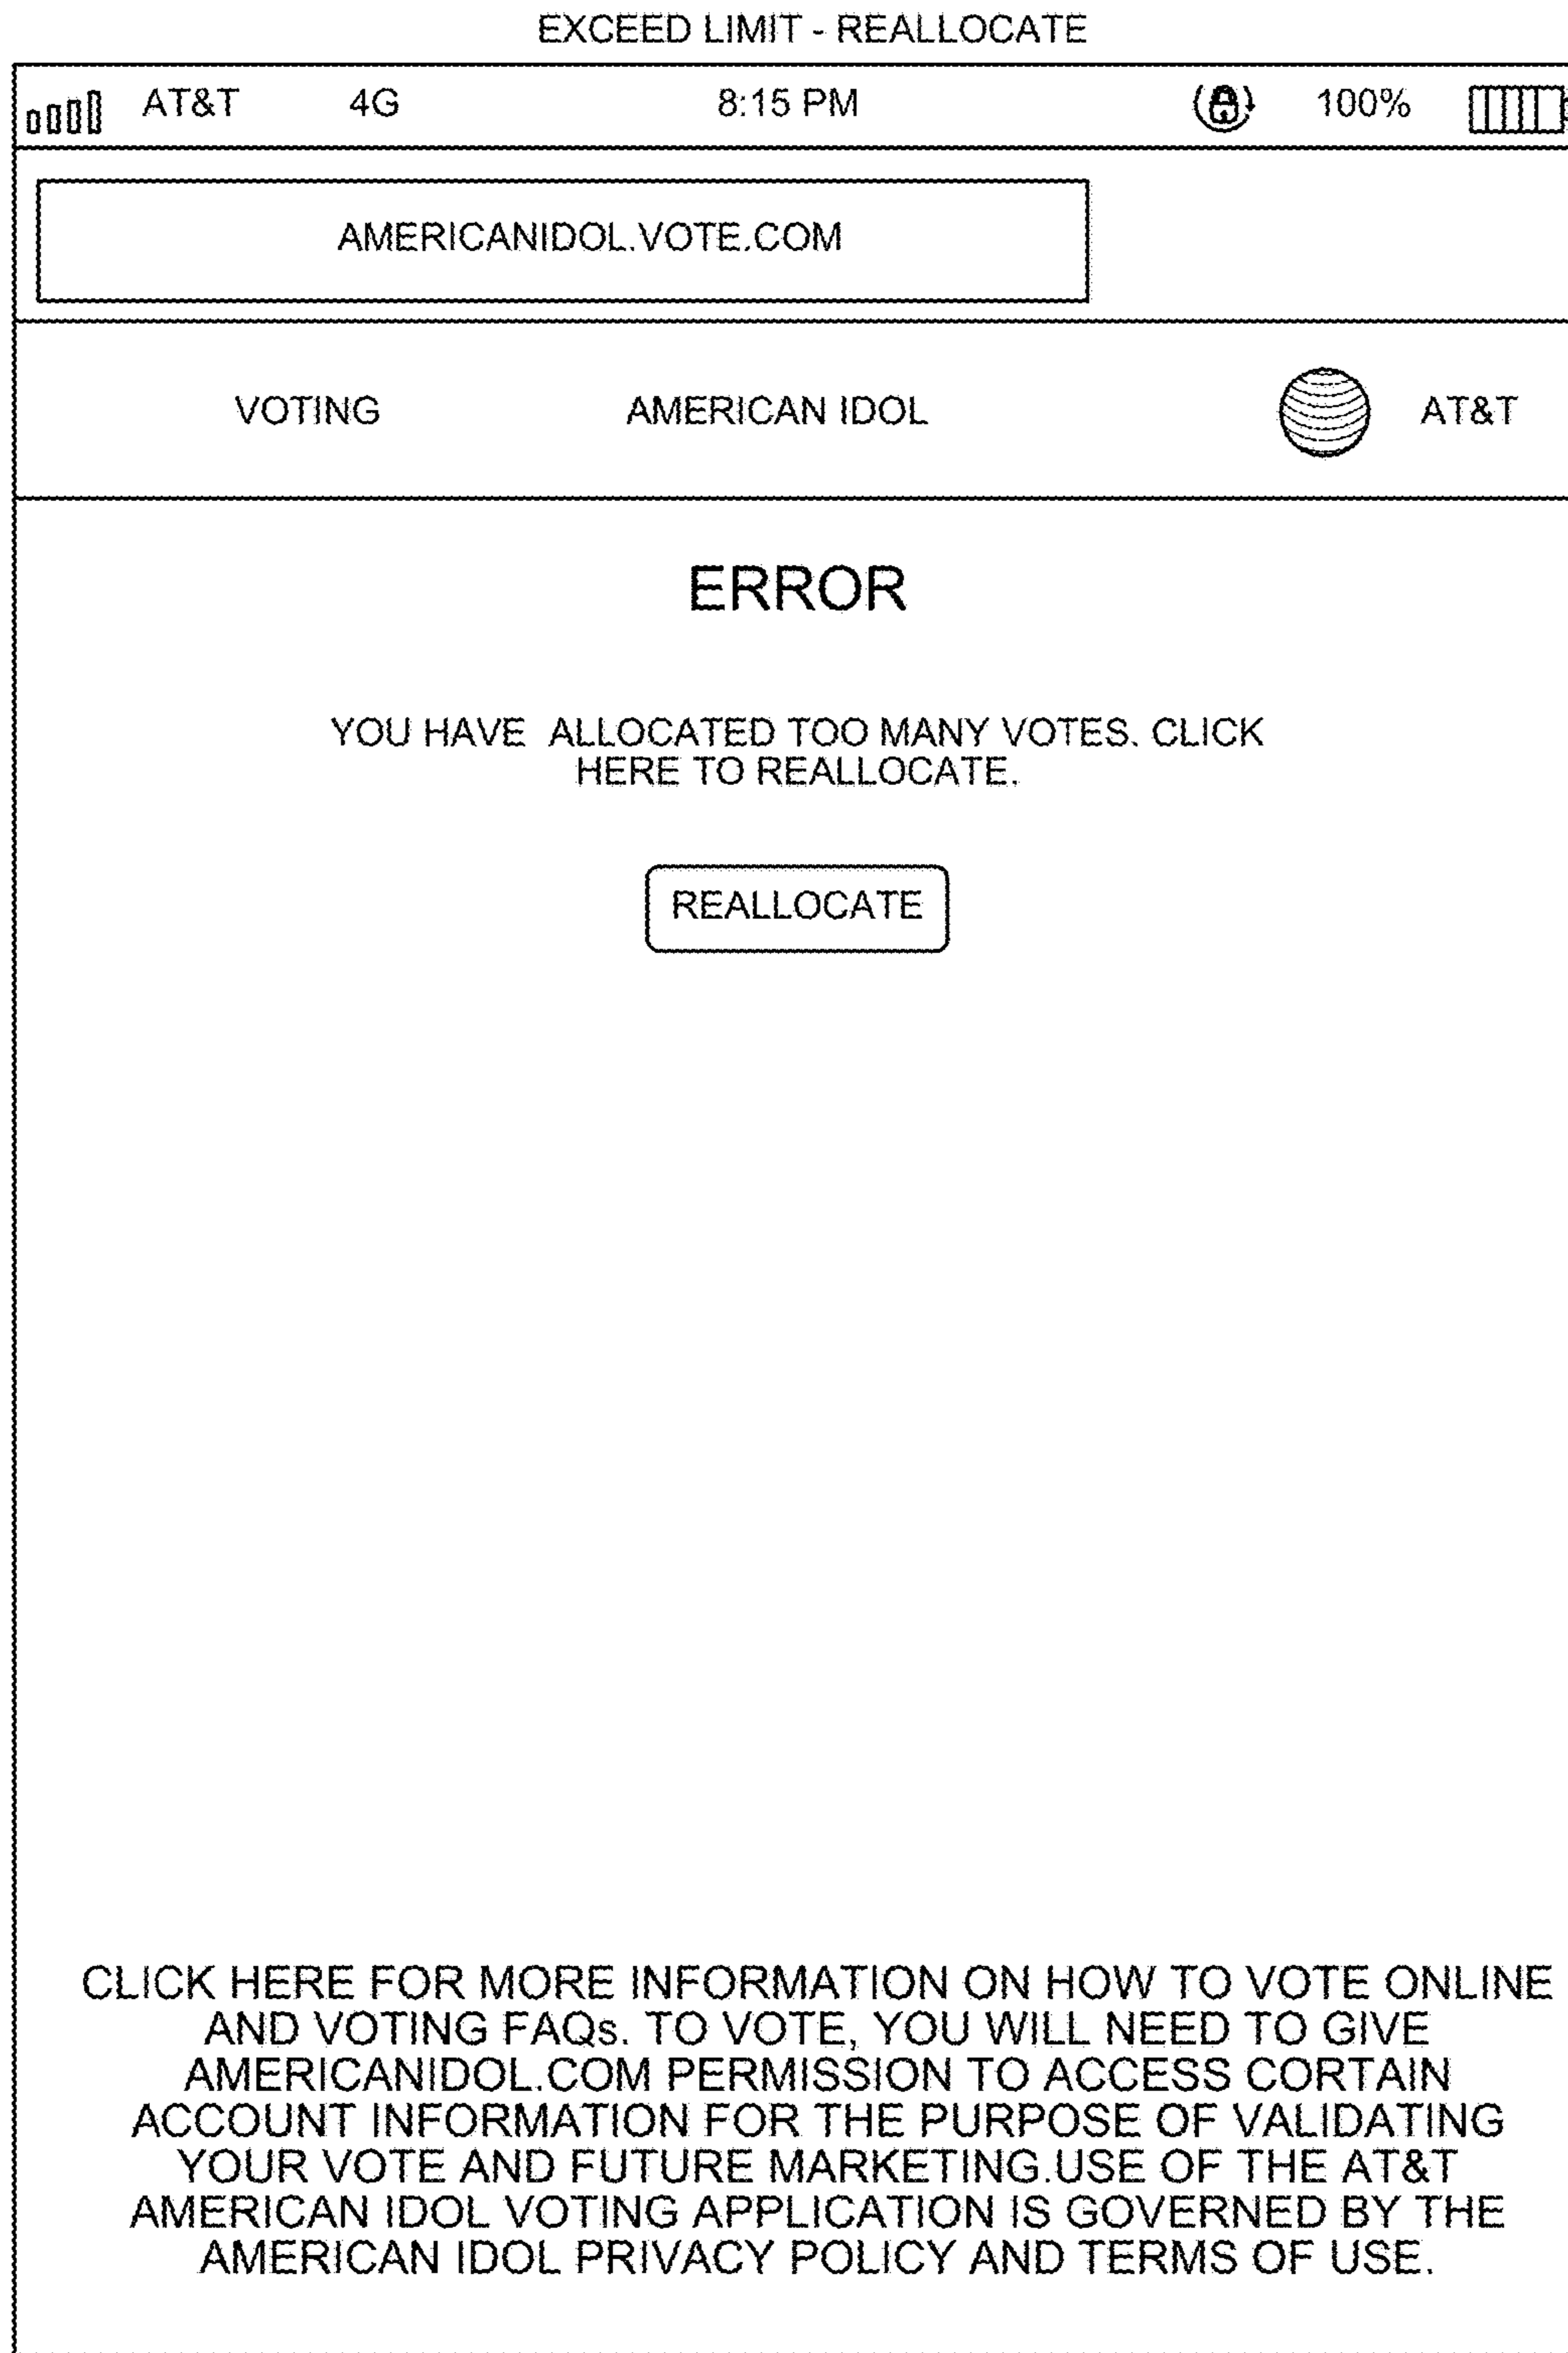 EXCEED LIMIT - REALLOCATE
AT&T 4G 8:15 PM 100%
AMERICANIDOL.VOTE.COM
VOTING AMERICAN IDOL AT&T
ERROR
YOU HAVE ALLOCATED TOO MANY VOTES. CLICK
HERE TO REALLOCATE.
REALLOCATE
CLICK HERE FOR MORE INFORMATION ON HOW TO VOTE ONLINE
AND VOTING FAQs. TO VOTE, YOU WILL NEED TO GIVE
AMERICANIDOL.COM PERMISSION TO ACCESS CORTAIN
ACCOUNT INFORMATION FOR THE PURPOSE OF VALIDATING
YOUR VOTE AND FUTURE MARKETING.USE OF THE AT&T
AMERICAN IDOL VOTING APPLICATION IS GOVERNED BY THE
AMERICAN IDOL PRIVACY POLICY AND TERMS OF USE.